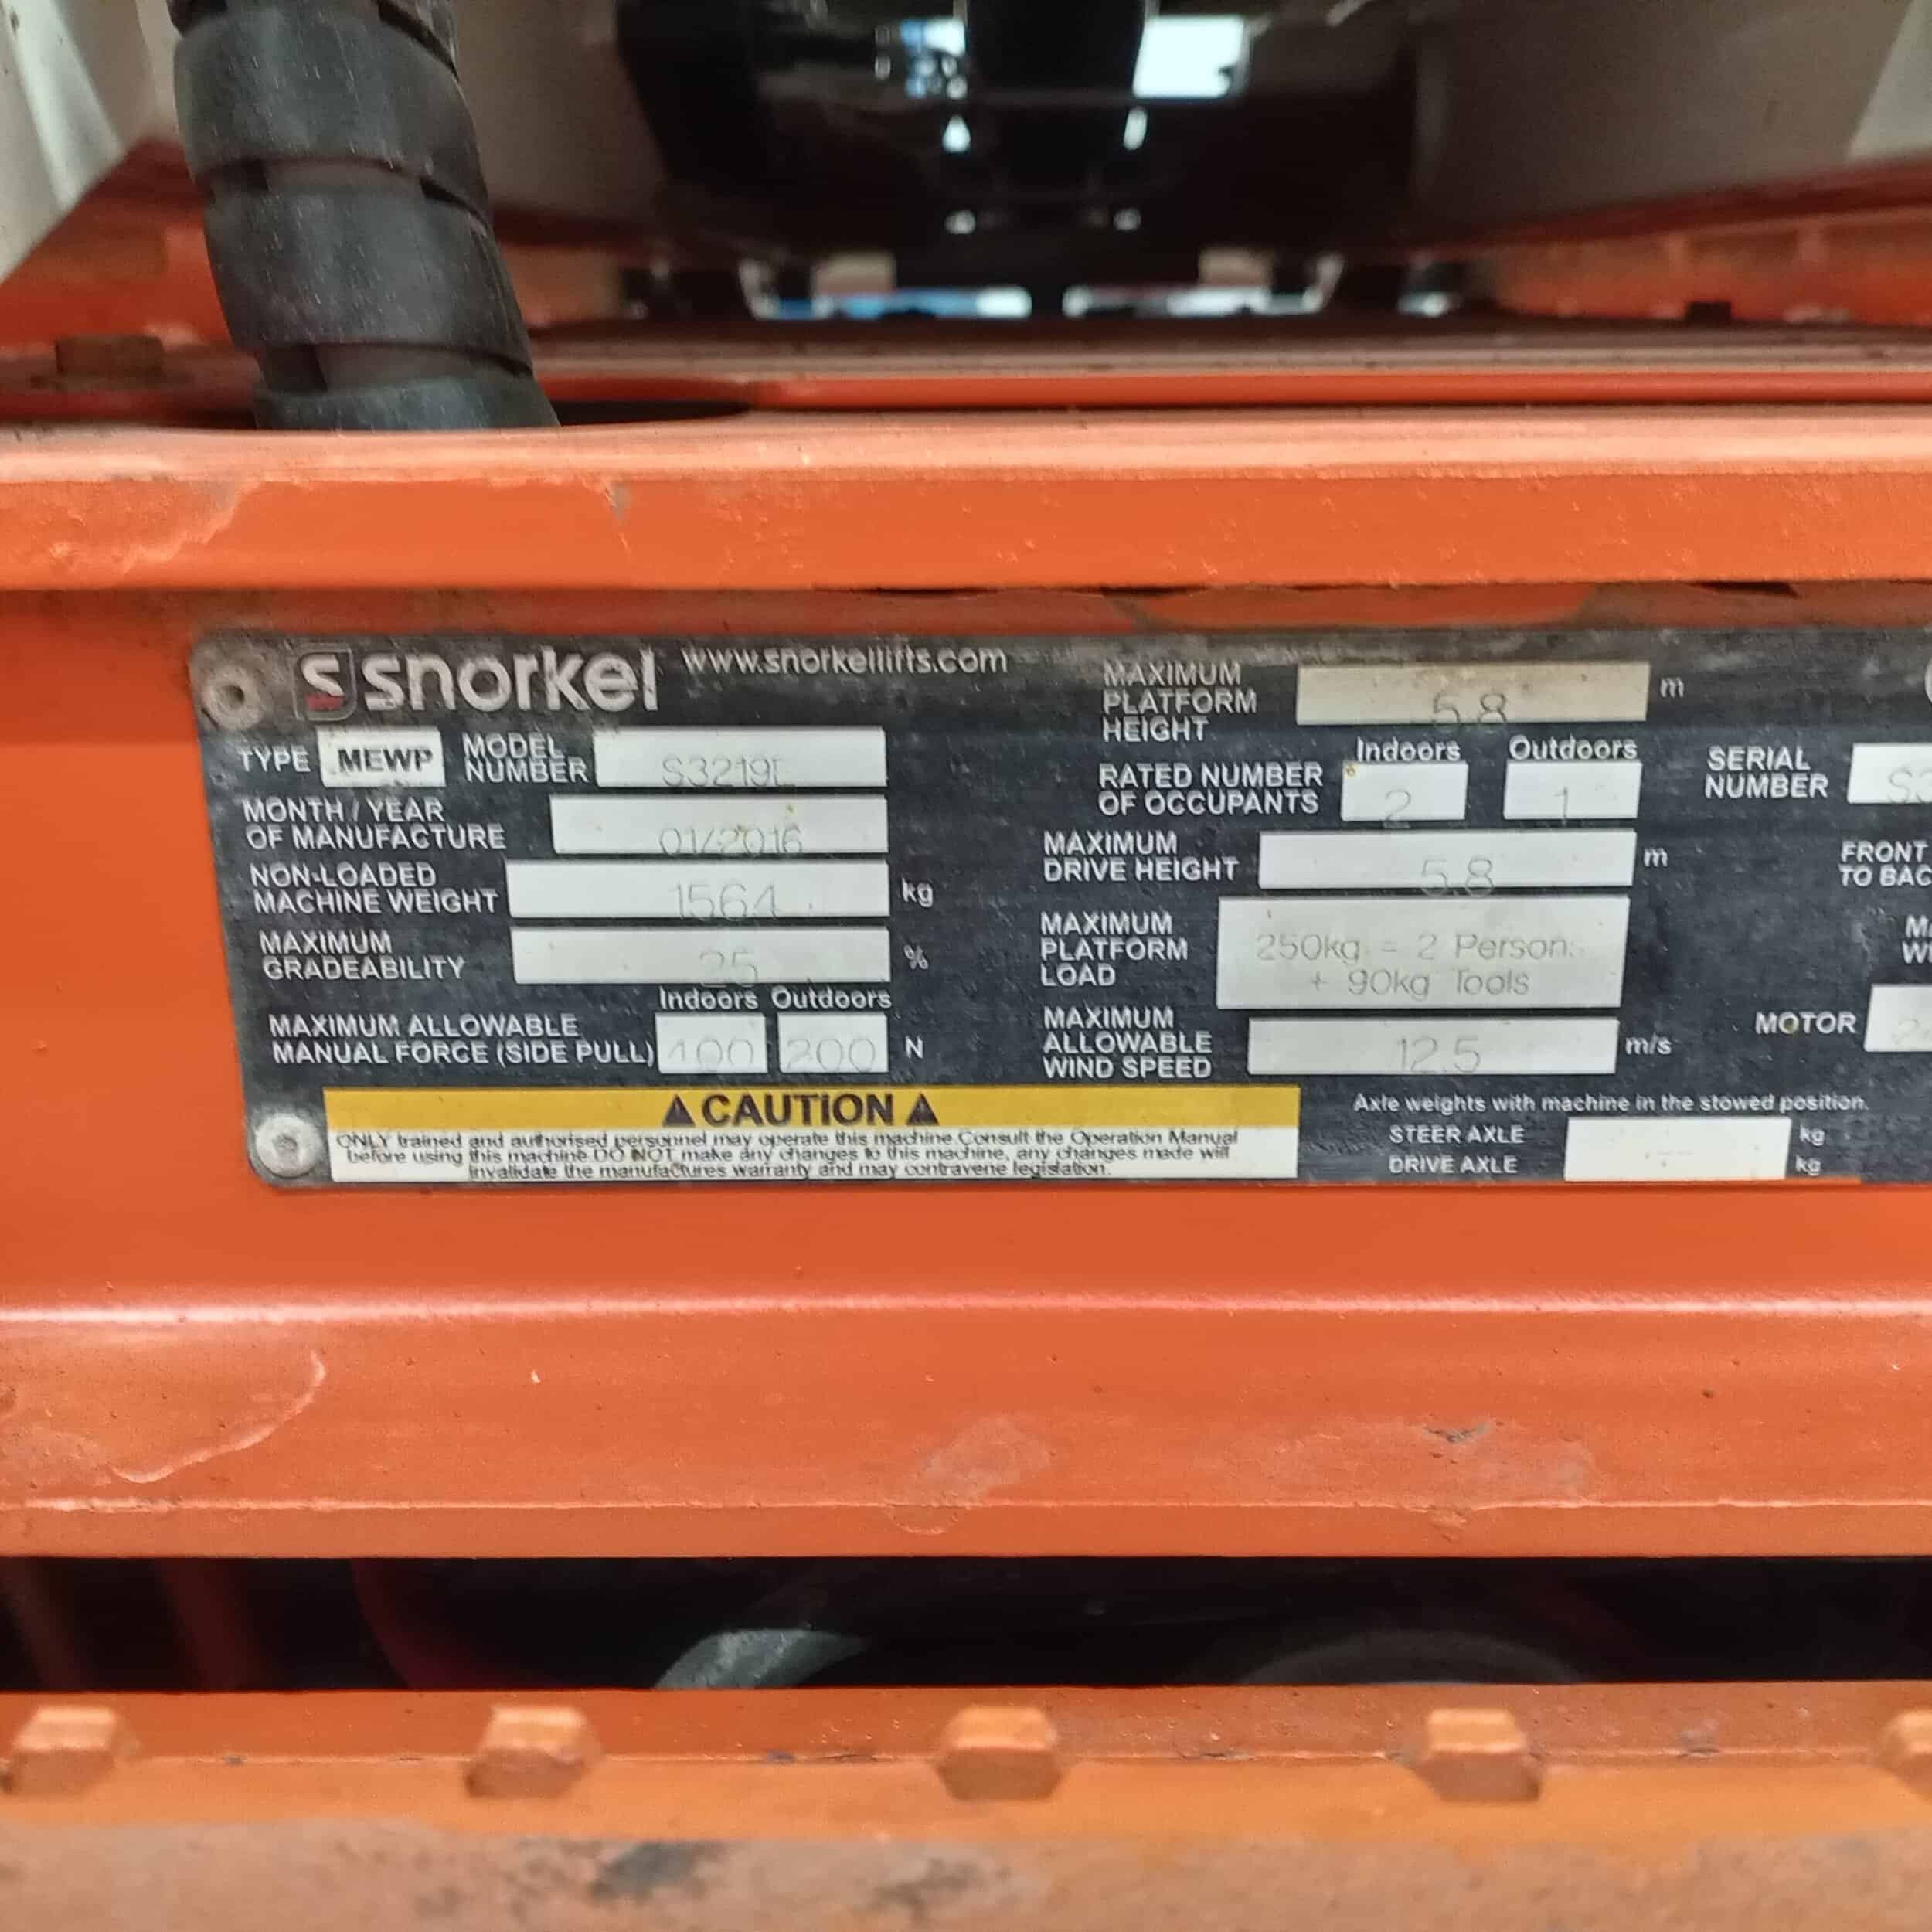 snorkel www.snorkellifts.com
TYPE MEWP MODEL NUMBER S3219E
MONTH / YEAR
OF MANUFACTURE 01/2016
NON-LOADED
MACHINE WEIGHT 1564 kg
MAXIMUM
GRADEABILITY 25 %
Indoors Outdoors
MAXIMUM ALLOWABLE
MANUAL FORCE (SIDE PULL) 400 200 N
MAXIMUM
PLATFORM
HEIGHT 5.8 m
Indoors Outdoors
RATED NUMBER
OF OCCUPANTS 2 1
MAXIMUM
DRIVE HEIGHT 5.8 m
MAXIMUM
PLATFORM
LOAD
250kg = 2 Person
+ 90kg Tools
MAXIMUM
ALLOWABLE
WIND SPEED 12.5 m/s
SERIAL
NUMBER
FRONT
MOTOR
Axle weights with machine in the stowed position.
STEER AXLE kg
DRIVE AXLE kg
CAUTION
ONLY trained and authorised personnel may operate this machine.Consult the Operation Manual
before using this machine.DO NOT make any changes to this machine, any changes made will
invalidate the manufactures warranty and may contravene legislation.